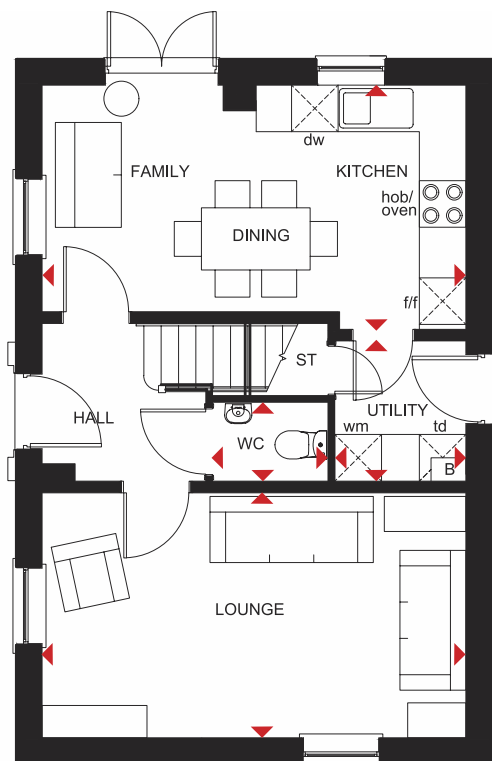 dw
FAMILY
KITCHEN
hob/
oven
DINING
f/f
ST
HALL
UTILITY
WC
wm
td
B
LOUNGE